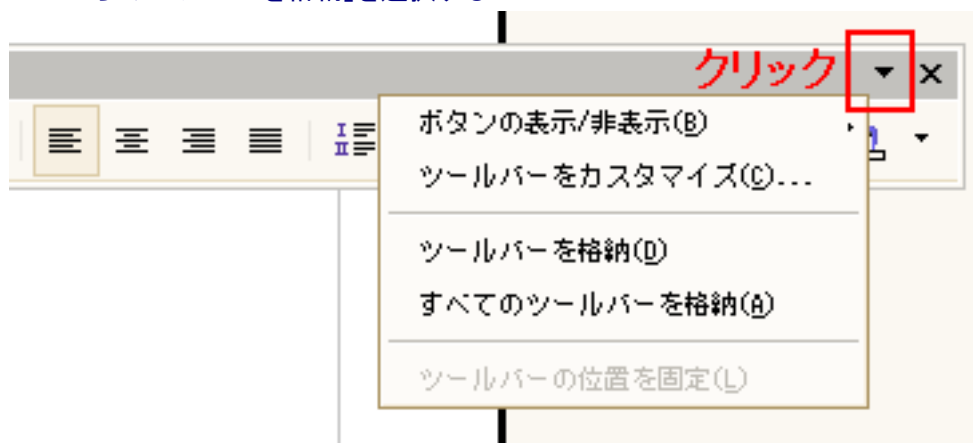 クリック
ボタンの表示/非表示(B)
ツールバーをカスタマイズ(C)...
ツールバーを格納(D)
すべてのツールバーを格納(A)
ツールバーの位置を固定(L)